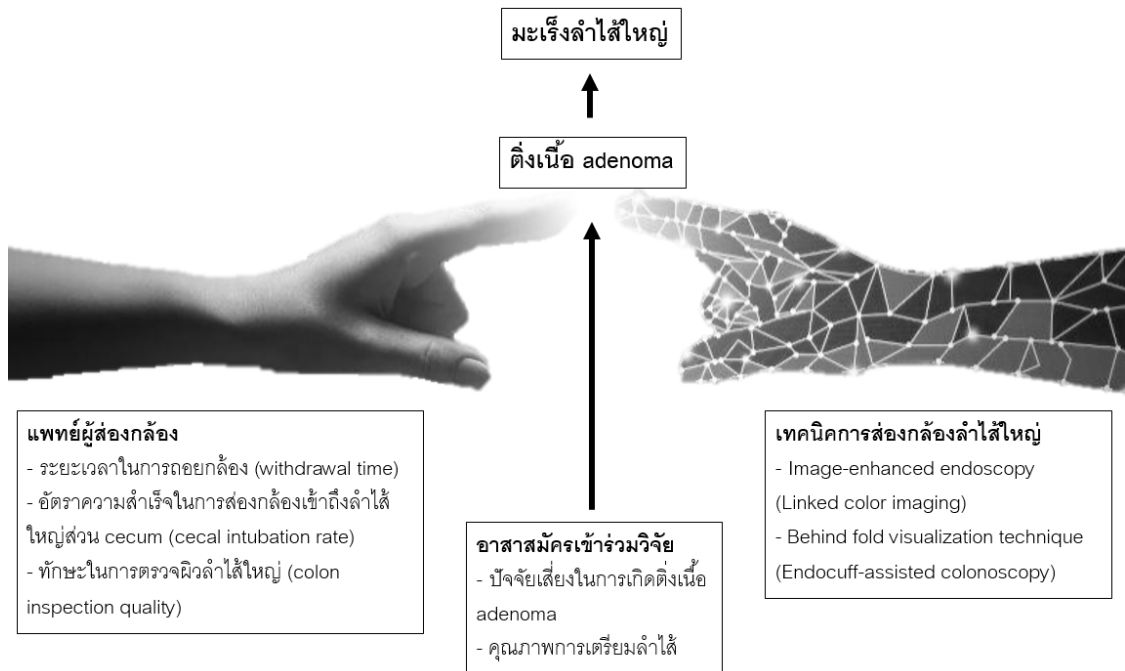 มะเร็งลำไส้ใหญ่
ติ่งเนื้อ adenoma
แพทย์ผู้ส่องกล้อง
- ระยะเวลาในการถอยกล้อง (withdrawal time)
- อัตราความสำเร็จในการส่องกล้องเข้าถึงลำไส้
ใหญ่ส่วน cecum (cecal intubation rate)
- ทักษะในการตรวจผิวลำไส้ใหญ่ (colon
inspection quality)
อาสาสมัครเข้าร่วมวิจัย
- ปัจจัยเสี่ยงในการเกิดติ่งเนื้อ
adenoma
- คุณภาพการเตรียมลำไส้
เทคนิคการส่องกล้องลำไส้ใหญ่
- Image-enhanced endoscopy
(Linked color imaging)
- Behind fold visualization technique
(Endocuff-assisted colonoscopy)